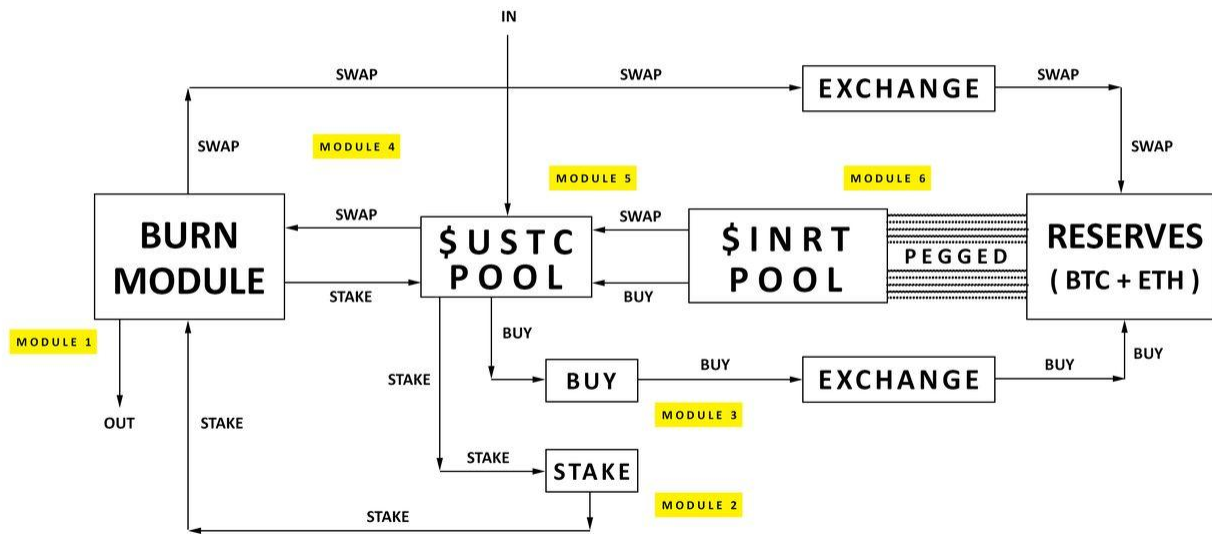 IN
SWAP
SWAP
EXCHANGE
SWAP
SWAP
MODULE 4
SWAP
MODULE 5
MODULE 6
BURN
MODULE
SWAP
$USTC
POOL
SWAP
$INRT
POOL
PEGGED
RESERVES
( BTC + ETH )
STAKE
BUY
MODULE 1
BUY
STAKE
BUY
BUY
EXCHANGE
BUY
BUY
OUT
STAKE
MODULE 3
STAKE
STAKE
MODULE 2
STAKE